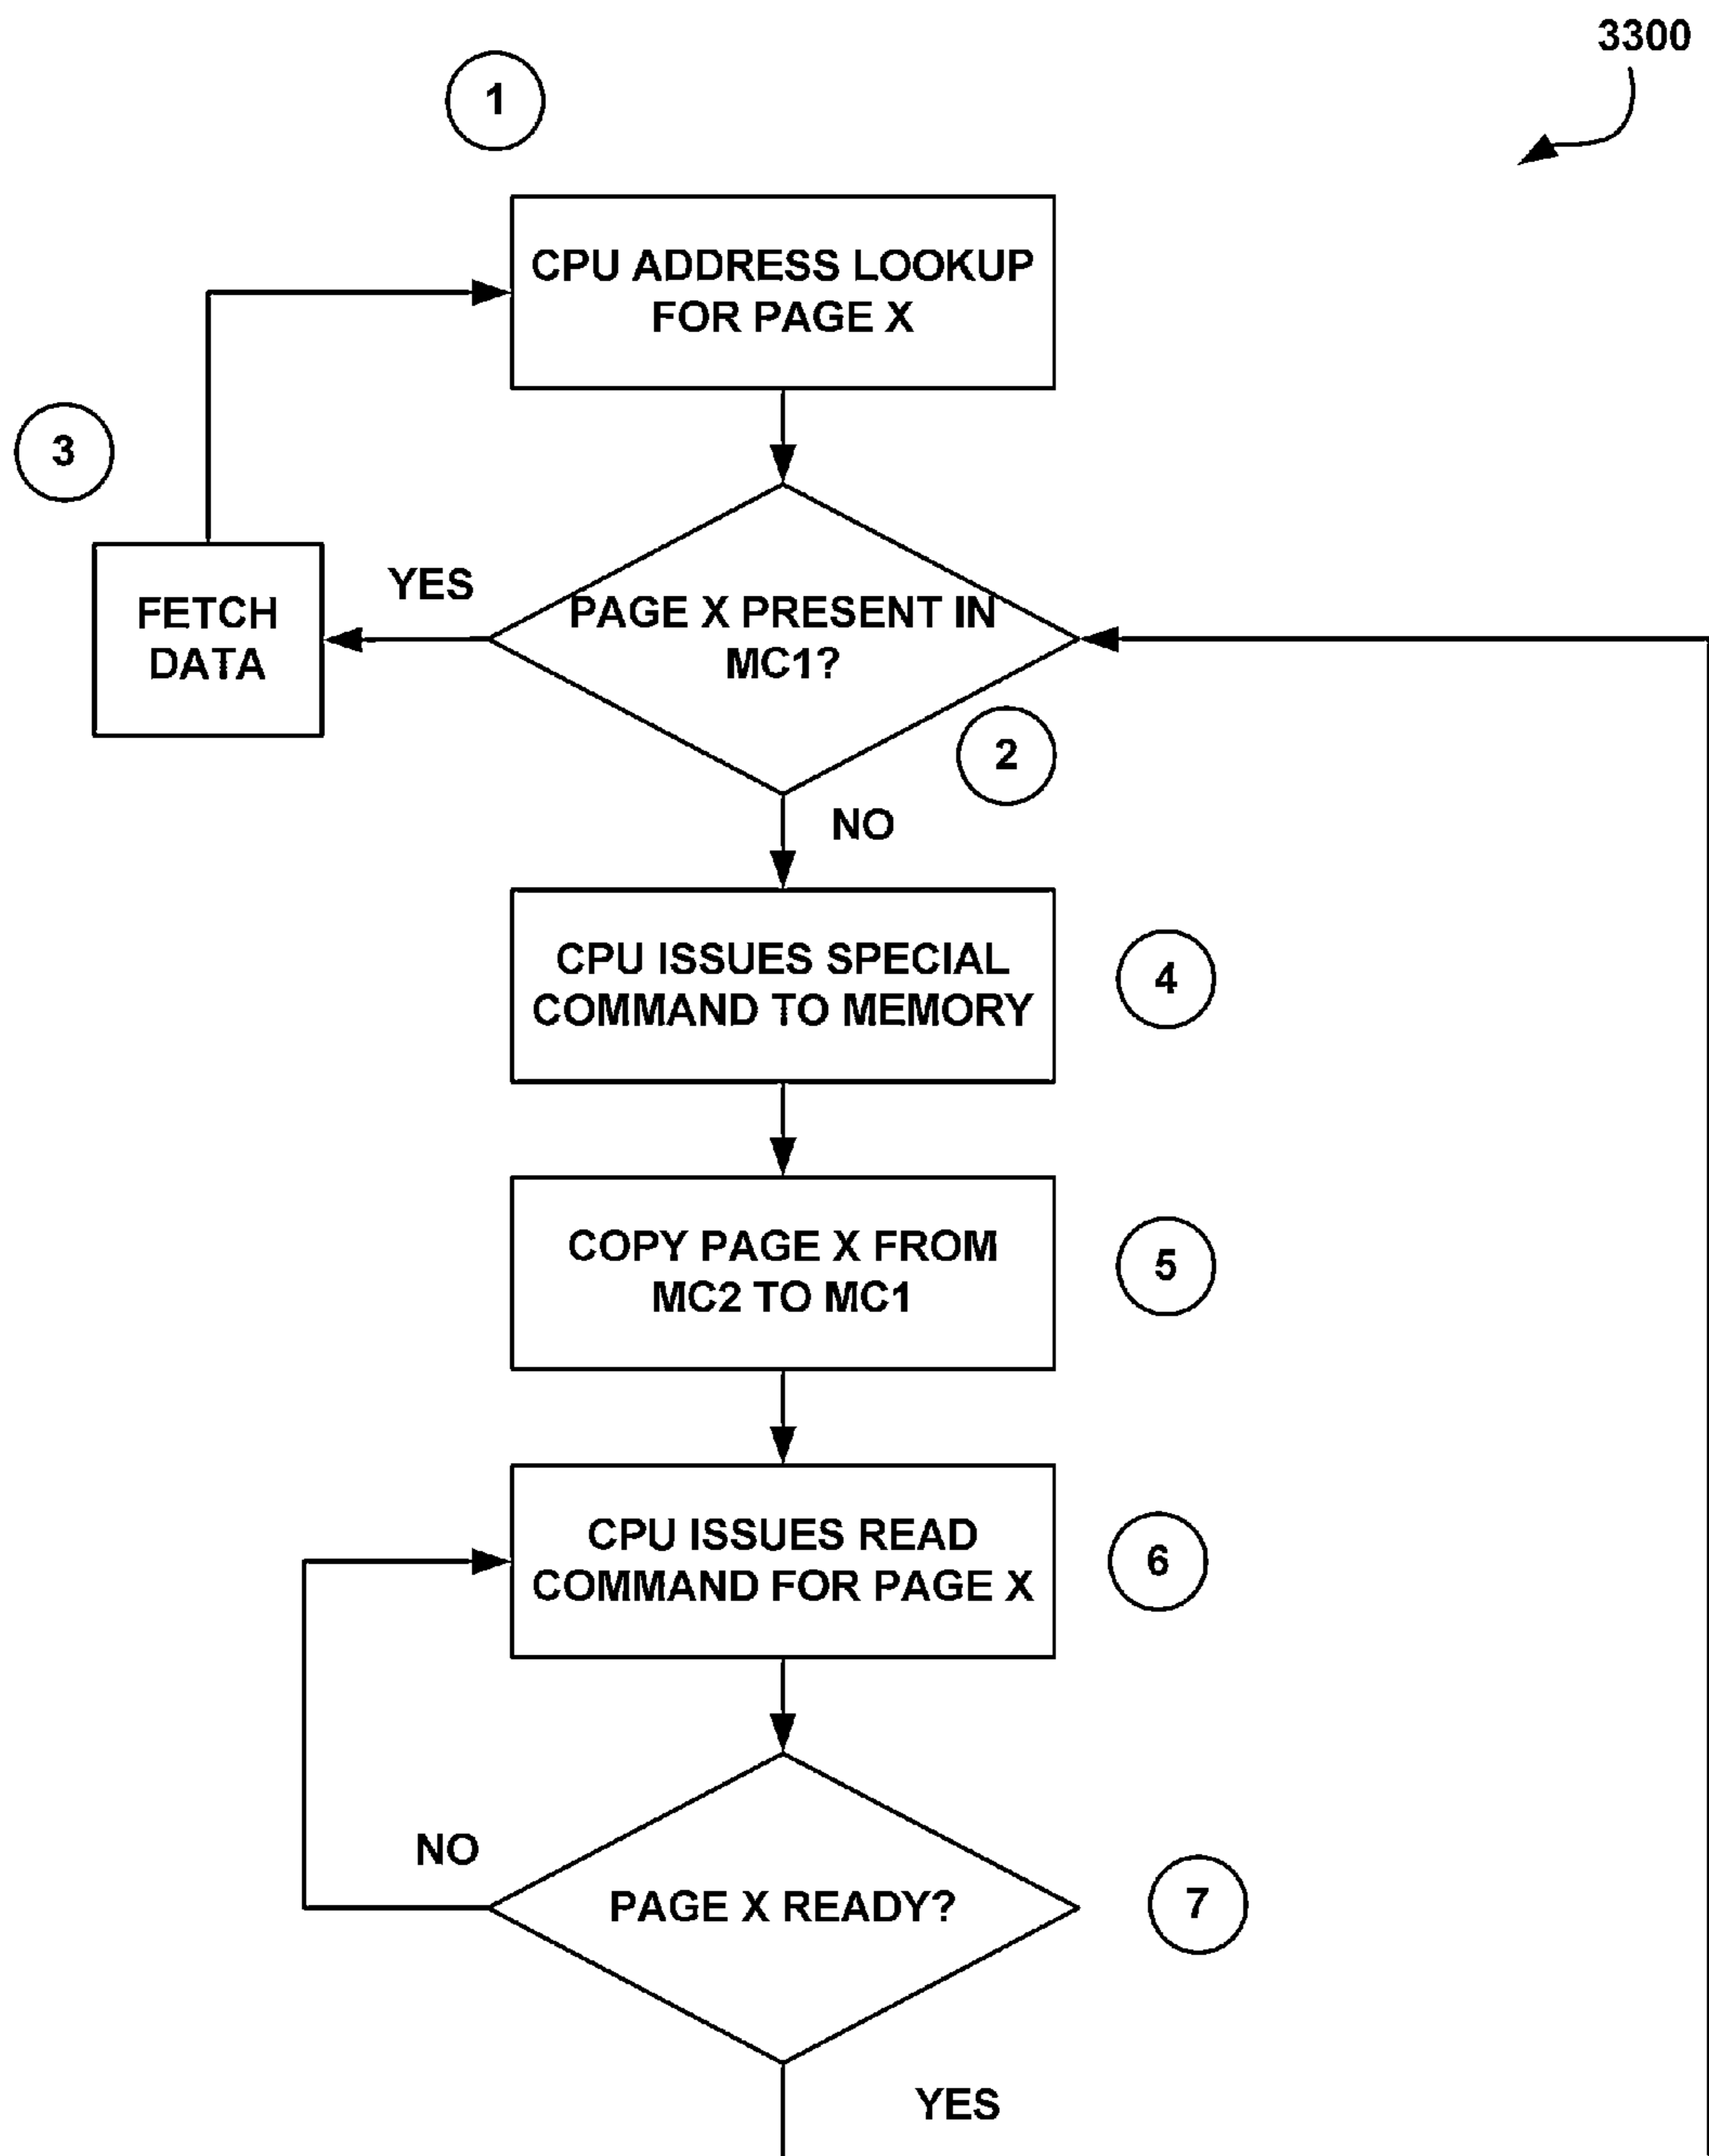 3300
1
CPU ADDRESS LOOKUP
FOR PAGE X
3
YES
FETCH
DATA
PAGE X PRESENT IN
MC1?
2
NO
CPU ISSUES SPECIAL
COMMAND TO MEMORY
4
COPY PAGE X FROM
MC2 TO MC1
5
CPU ISSUES READ
COMMAND FOR PAGE X
6
NO
PAGE X READY?
7
YES